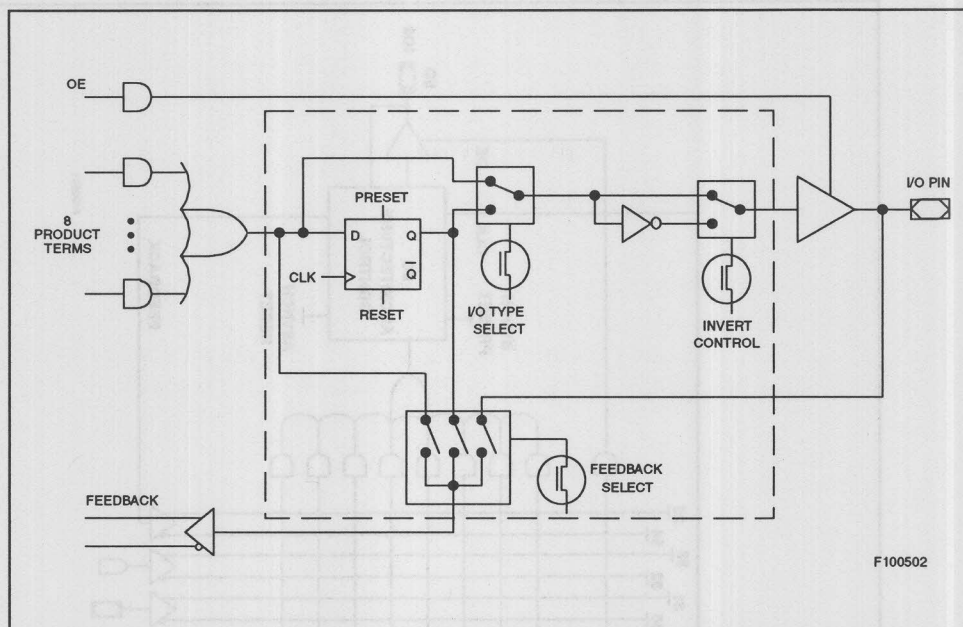 OE
8
PRODUCT
TERMS
PRESET
D
Q
CLK
Q
RESET
I/O TYPE
SELECT
INVERT
CONTROL
I/O PIN
FEEDBACK
SELECT
FEEDBACK
F100502